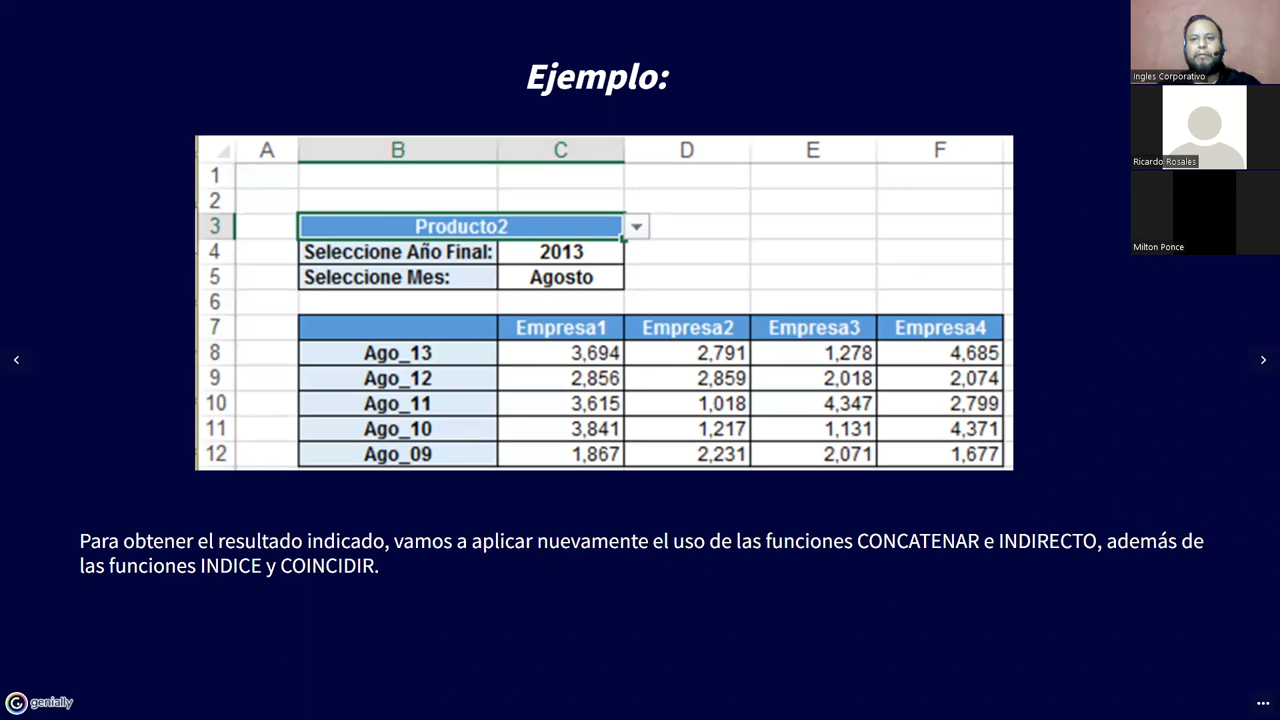 Ejemplo:
A B C D E F
1
2
3 Producto2
4 Seleccione Año Final: 2013
5 Seleccione Mes: Agosto
6
7 Empresa1 Empresa2 Empresa3 Empresa4
8 Ago_13 3,694 2,791 1,278 4,685
9 Ago_12 2,856 2,859 2,018 2,074
10 Ago_11 3,615 1,018 4,347 2,799
11 Ago_10 3,841 1,217 1,131 4,371
12 Ago_09 1,867 2,231 2,071 1,677
Para obtener el resultado indicado, vamos a aplicar nuevamente el uso de las funciones CONCATENAR e INDIRECTO, además de
las funciones INDICE y COINCIDIR.
Ingles Corporativo
Ricardo Rosales
Milton Ponce
genially